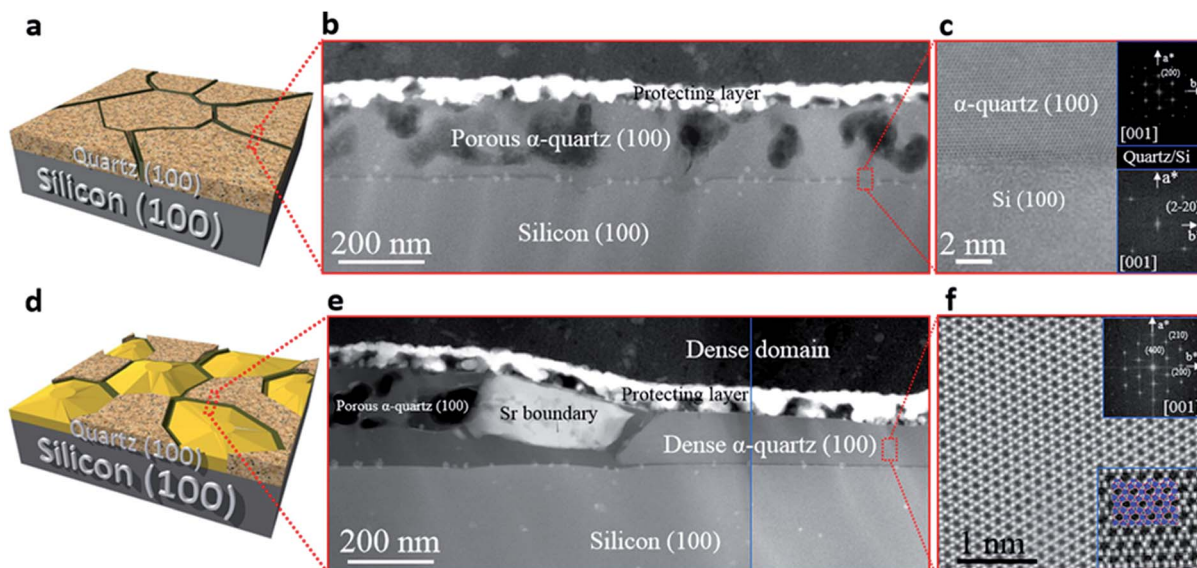 a
Quartz (100)
Silicon (100)
b
Protecting layer
Porous α-quartz (100)
Silicon (100)
200 nm
c
α-quartz (100)
Si (100)
2 nm
a*
(200)
b
[001]
Quartz/Si
a*
(2-20)
b
[001]
d
Quartz (100)
Silicon (100)
e
Dense domain
Protecting layer
Porous α-quartz (100)
Sr boundary
Dense α-quartz (100)
Silicon (100)
200 nm
f
a*
(210)
(400)
b
(200)
[001]
1 nm